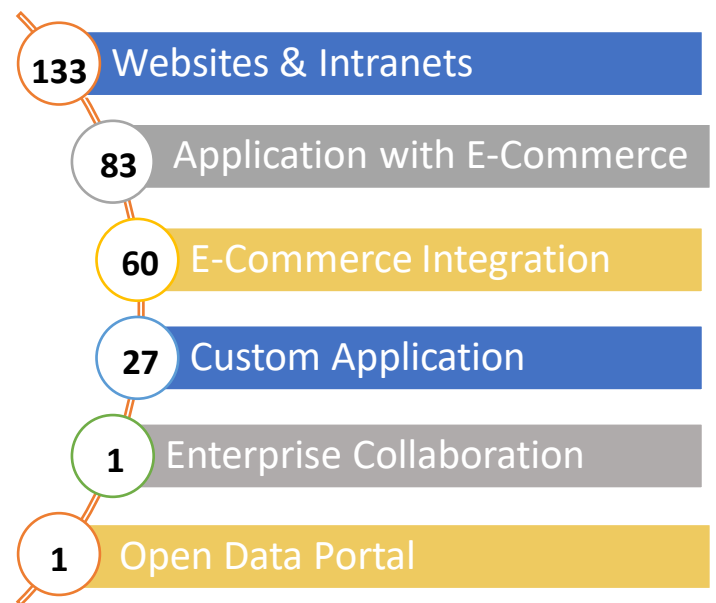 133 Websites & Intranets
83 Application with E-Commerce
60 E-Commerce Integration
27 Custom Application
1 Enterprise Collaboration
1 Open Data Portal